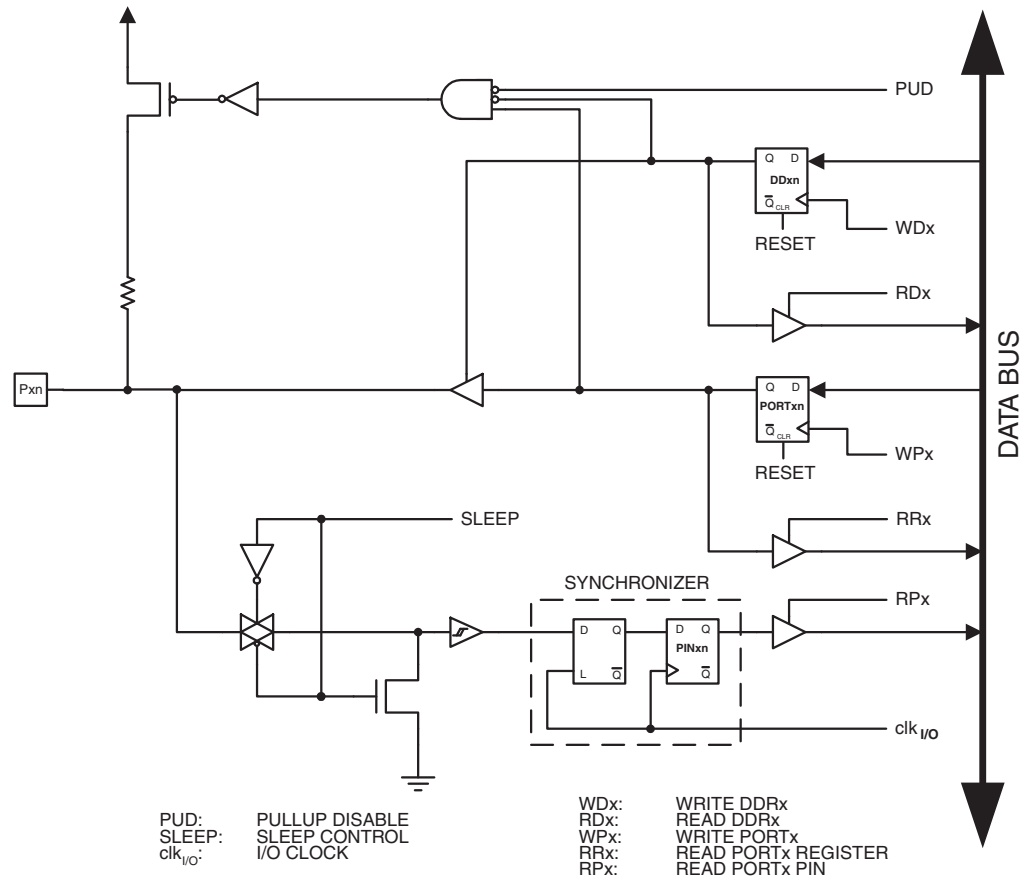 PUD
Q D
DDxn
Q CLR
WDx
RESET
RDx
Pxn
Q D
PORTxn
Q CLR
WPx
RESET
DATA BUS
SLEEP
RRx
SYNCHRONIZER
RPx
D Q
L Q
D Q
PINxn
Q
clk I/O
PUD: PULLUP DISABLE
SLEEP: SLEEP CONTROL
clkI/O: I/O CLOCK
WDx: WRITE DDRx
RDx: READ DDRx
WPx: WRITE PORTx
RRx: READ PORTx REGISTER
RPx: READ PORTx PIN